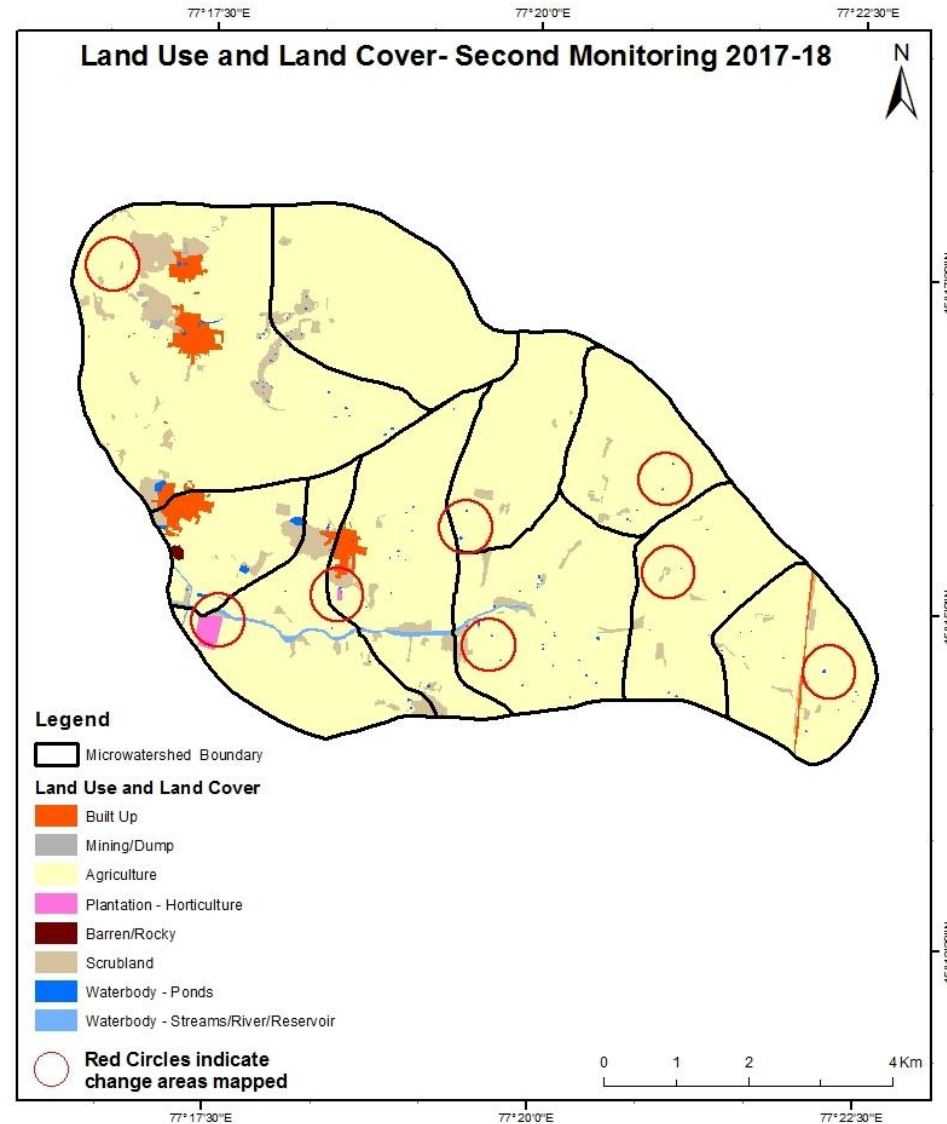 77°17'30"E 77°20'0"E 77°22'30"E
Land Use and Land Cover- Second Monitoring 2017-18
N
Legend
Microwatershed Boundary
Land Use and Land Cover
Built Up
Mining/Dump
Agriculture
Plantation - Horticulture
Barren/Rocky
Scrubland
Waterbody - Ponds
Waterbody - Streams/River/Reservoir
Red Circles indicate
change areas mapped
0 1 2 4 Km
77°17'30"E 77°20'0"E 77°22'30"E